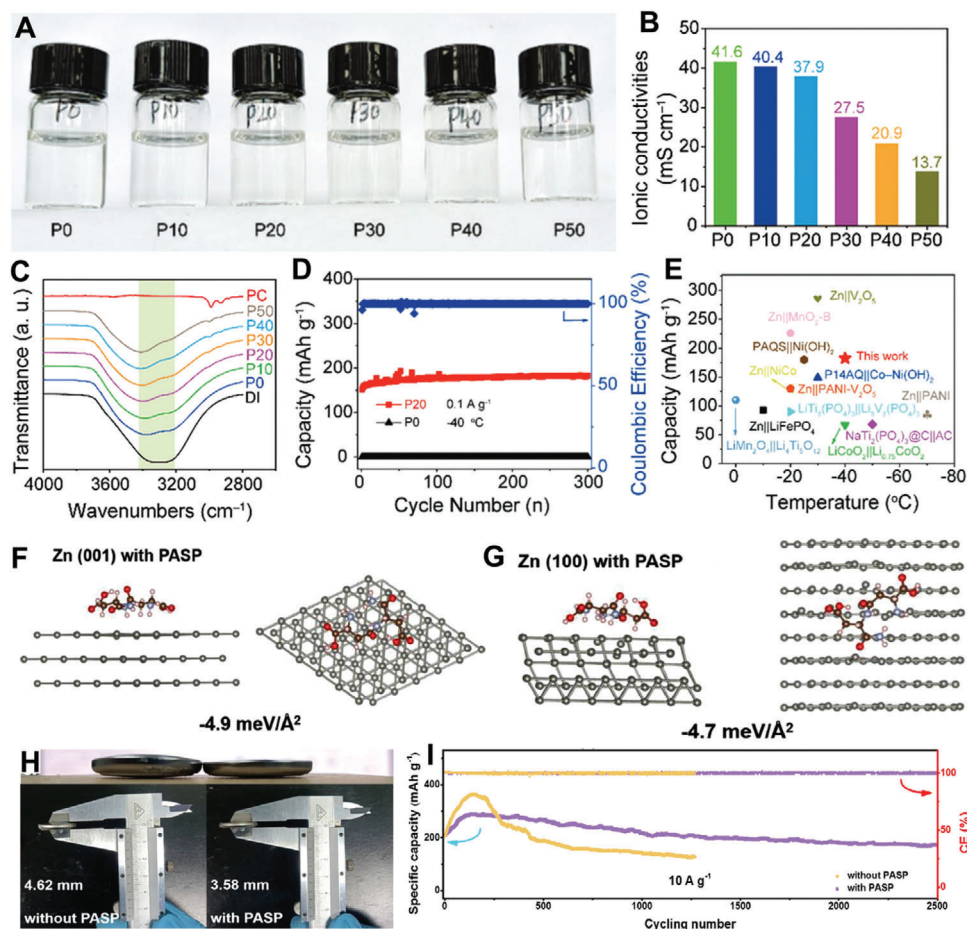 A
P0
P10
P20
P30
P40
P50
P0
P10
P20
P30
P40
P50
B
Ionic conductivities
(mS cm⁻¹)
50
40
30
20
10
0
41.6
40.4
37.9
27.5
20.9
13.7
P0
P10
P20
P30
P40
P50
C
Transmittance (a. u.)
PC
P50
P40
P30
P20
P10
P0
DI
4000
3600
3200
2800
Wavenumbers (cm⁻¹)
D
Capacity (mAh g⁻¹)
400
350
300
250
200
150
100
50
0
P20
0.1 A g⁻¹
P0
-40 °C
0
100
200
300
Cycle Number (n)
100
50
0
Coulombic Efficiency (%)
E
Capacity (mAh g⁻¹)
300
250
200
150
100
50
0
Zn||V₂O₅
Zn||MnO₂-B
PAQS||Ni(OH)₂
This work
Zn||NiCo
P14AQ||Co–Ni(OH)₂
Zn||PANI-V₂O₅
Zn||PANI
LiTi₂(PO₄)₃||Li₃V₂(PO₄)₃
Zn||LiFePO₄
NaTi₂(PO₄)₃@C||AC
LiMn₂O₄||Li₄Ti₅O₁₂
LiCoO₂||Li₀.₇₅CoO₂
0
-20
-40
-60
-80
Temperature (°C)
F
Zn (001) with PASP
-4.9 meV/Å²
G
Zn (100) with PASP
-4.7 meV/Å²
H
4.62 mm
without PASP
3.58 mm
with PASP
I
Specific capacity (mAh g⁻¹)
400
200
0
10 A g⁻¹
without PASP
with PASP
0
500
1000
1500
2000
2500
Cycling number
100
50
0
CE (%)